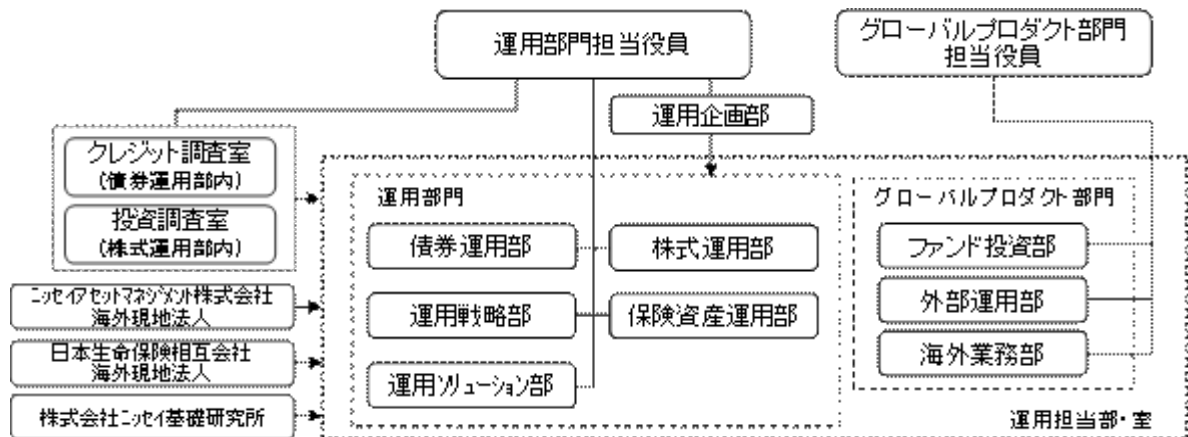 運用部門担当役員
グローバルプロダクト部門
担当役員
運用企画部
クレジット調査室
(債券運用部内)
投資調査室
(株式運用部内)
運用部門
グローバルプロダクト部門
債券運用部
株式運用部
ファンド投資部
ニッセイアセットマネジメント株式会社
海外現地法人
運用戦略部
保険資産運用部
外部運用部
日本生命保険相互会社
海外現地法人
運用ソリューション部
海外業務部
株式会社ニッセイ基礎研究所
運用担当部・室